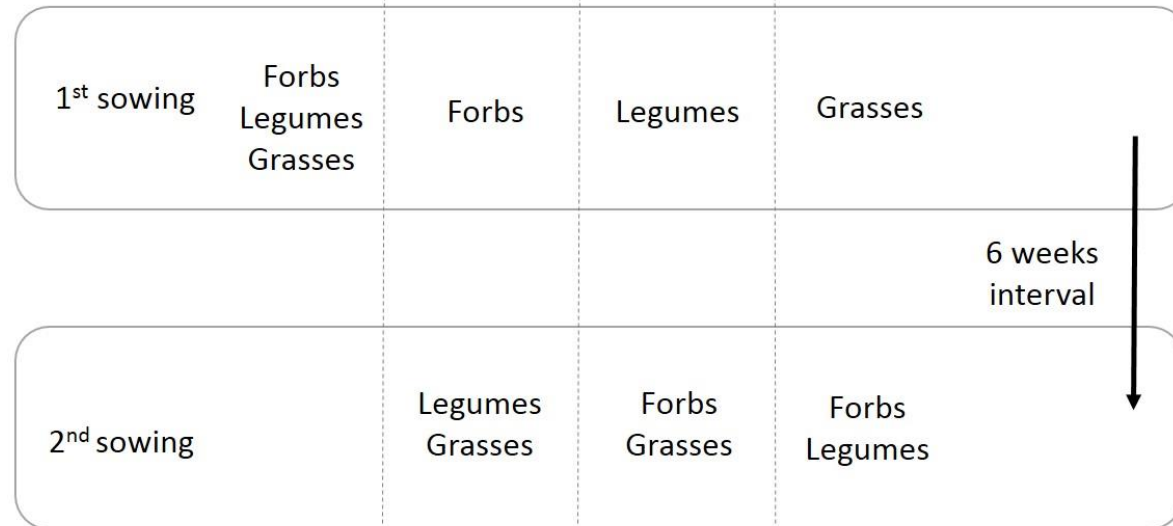 1st sowing
Forbs
Legumes
Grasses
Forbs
Legumes
Grasses
6 weeks
interval
2nd sowing
Legumes
Grasses
Forbs
Grasses
Forbs
Legumes